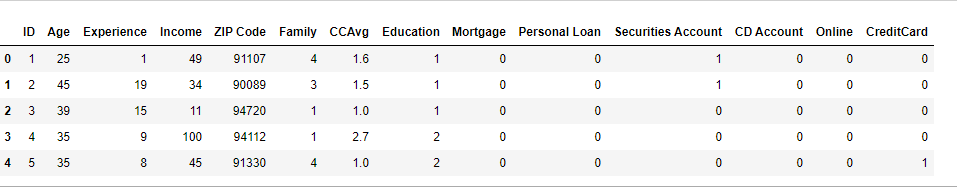 ID Age Experience Income ZIP Code Family CCAvg Education Mortgage Personal Loan Securities Account CD Account Online CreditCard
0 1 25 1 49 91107 4 1.6 1 0 0 1 0 0 0
1 2 45 19 34 90089 3 1.5 1 0 0 1 0 0 0
2 3 39 15 11 94720 1 1.0 1 0 0 0 0 0 0
3 4 35 9 100 94112 1 2.7 2 0 0 0 0 0 0
4 5 35 8 45 91330 4 1.0 2 0 0 0 0 0 1